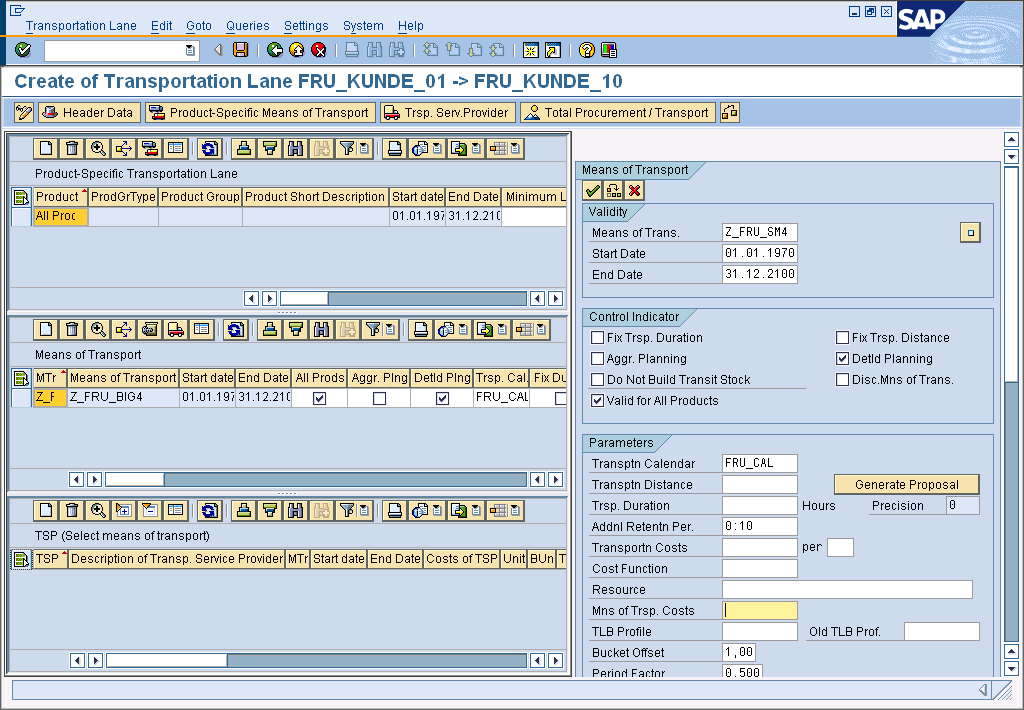 Transportation Lane Edit Goto Queries Settings System Help
SAP
Create of Transportation Lane FRU_KUNDE_01 -> FRU_KUNDE_10
Header Data Product-Specific Means of Transport Trsp. Serv.Provider Total Procurement / Transport
Product-Specific Transportation Lane
Product ProdGrType Product Group Product Short Description Start date End Date Minimum L
All Proc 01.01.197 31.12.210
Means of Transport
MTr Means of Transport Start date End Date All Prods Aggr. Plng Detld Plng Trsp. Cal. Fix Du
Z_F Z_FRU_BIG4 01.01.197 31.12.210 FRU_CAL
TSP (Select means of transport)
TSP Description of Transp. Service Provider MTr Start date End Date Costs of TSP Unit BUn T
Means of Transport
Validity
Means of Trans. Z_FRU_SM4
Start Date 01.01.1970
End Date 31.12.2100
Control Indicator
Fix Trsp. Duration Fix Trsp. Distance
Aggr. Planning Detld Planning
Do Not Build Transit Stock Disc.Mns of Trans.
Valid for All Products
Parameters
Transptn Calendar FRU_CAL
Transptn Distance Generate Proposal
Trsp. Duration Hours Precision 0
Addnl Retentn Per. 0:10
Transportn Costs per
Cost Function
Resource
Mns of Trsp. Costs
TLB Profile Old TLB Prof.
Bucket Offset 1,00
Period Factor 0.500